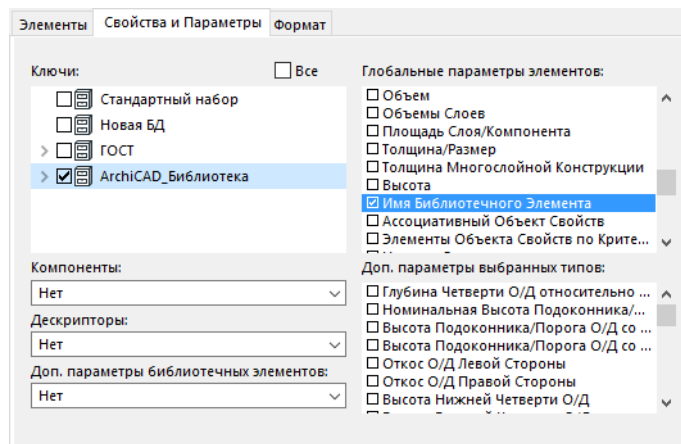 Элементы Свойства и Параметры Формат
Ключи: Все
Стандартный набор
Новая БД
ГОСТ
ArchiCAD_Библиотека
Компоненты:
Нет
Дескрипторы:
Нет
Доп. параметры библиотечных элементов:
Нет
Глобальные параметры элементов:
Объем
Объемы Слоев
Площадь Слоя/Компонента
Толщина/Размер
Толщина Многослойной Конструкции
Высота
Имя Библиотечного Элемента
Ассоциативный Объект Свойств
Элементы Объекта Свойств по Крите...
Доп. параметры выбранных типов:
Глубина Четверти О/Д относительно ...
Номинальная Высота Подоконника/...
Высота Подоконника/Порога О/Д со ...
Высота Подоконника/Порога О/Д со ...
Откос О/Д Левой Стороны
Откос О/Д Правой Стороны
Высота Нижней Четверти О/Д